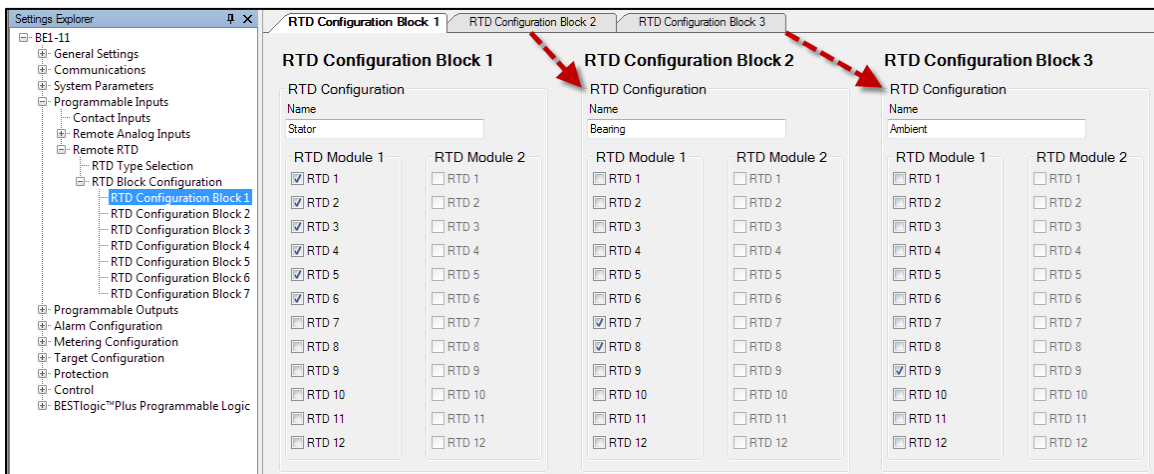 Settings Explorer
BE1-11
General Settings
Communications
System Parameters
Programmable Inputs
Contact Inputs
Remote Analog Inputs
Remote RTD
RTD Type Selection
RTD Block Configuration
RTD Configuration Block 1
RTD Configuration Block 2
RTD Configuration Block 3
RTD Configuration Block 4
RTD Configuration Block 5
RTD Configuration Block 6
RTD Configuration Block 7
Programmable Outputs
Alarm Configuration
Metering Configuration
Target Configuration
Protection
Control
BESTlogic™Plus Programmable Logic
RTD Configuration Block 1 RTD Configuration Block 2 RTD Configuration Block 3
RTD Configuration Block 1
RTD Configuration
Name
Stator
RTD Module 1 RTD Module 2
RTD 1 RTD 1
RTD 2 RTD 2
RTD 3 RTD 3
RTD 4 RTD 4
RTD 5 RTD 5
RTD 6 RTD 6
RTD 7 RTD 7
RTD 8 RTD 8
RTD 9 RTD 9
RTD 10 RTD 10
RTD 11 RTD 11
RTD 12 RTD 12
RTD Configuration Block 2
RTD Configuration
Name
Bearing
RTD Module 1 RTD Module 2
RTD 1 RTD 1
RTD 2 RTD 2
RTD 3 RTD 3
RTD 4 RTD 4
RTD 5 RTD 5
RTD 6 RTD 6
RTD 7 RTD 7
RTD 8 RTD 8
RTD 9 RTD 9
RTD 10 RTD 10
RTD 11 RTD 11
RTD 12 RTD 12
RTD Configuration Block 3
RTD Configuration
Name
Ambient
RTD Module 1 RTD Module 2
RTD 1 RTD 1
RTD 2 RTD 2
RTD 3 RTD 3
RTD 4 RTD 4
RTD 5 RTD 5
RTD 6 RTD 6
RTD 7 RTD 7
RTD 8 RTD 8
RTD 9 RTD 9
RTD 10 RTD 10
RTD 11 RTD 11
RTD 12 RTD 12